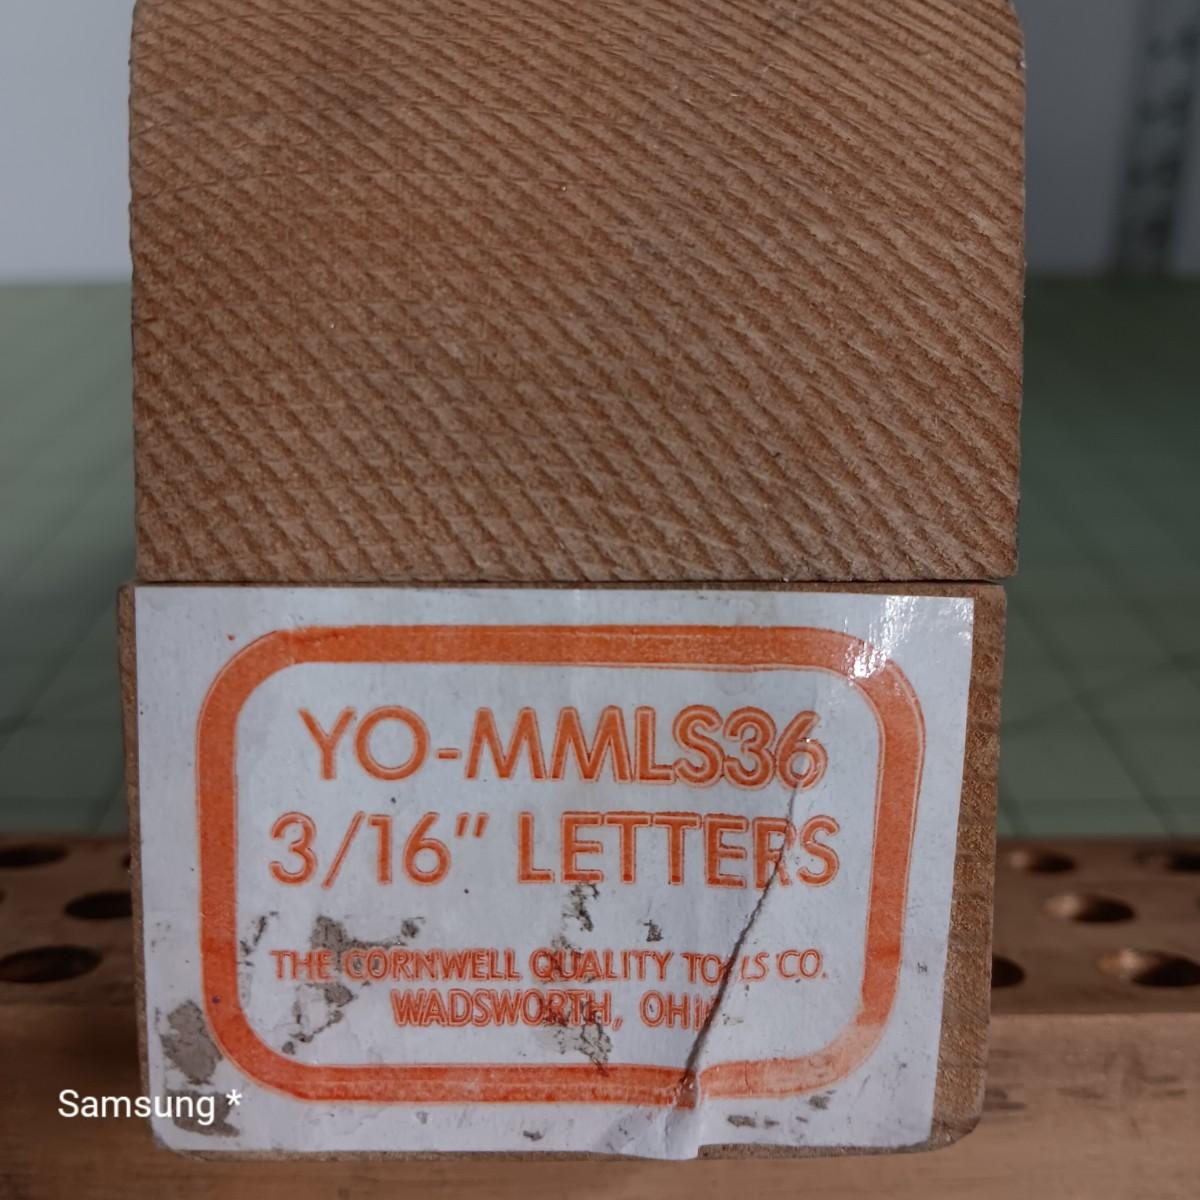 YO-MMLS36
3/16" LETTERS
THE CORNWELL QUALITY TOOLS CO.
WADSWORTH, OHIO
Samsung *